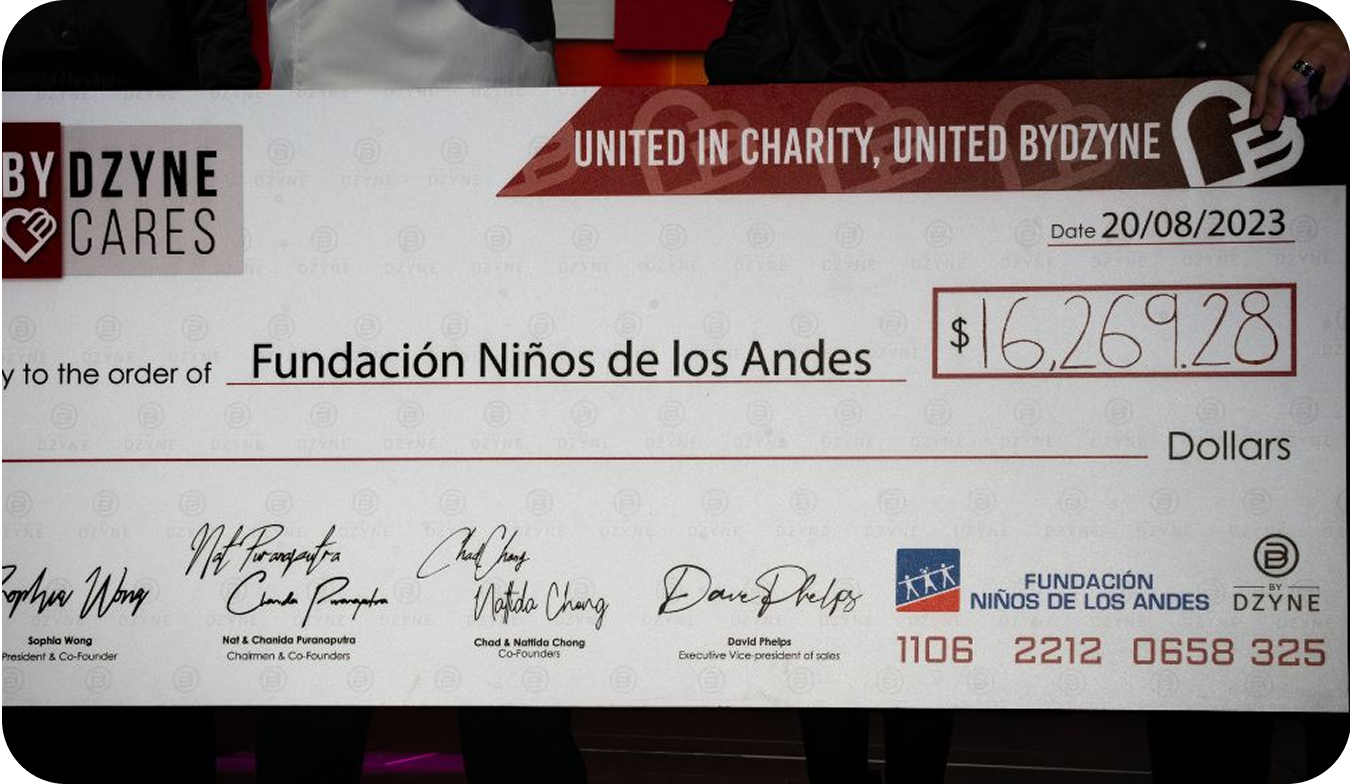 UNITED IN CHARITY, UNITED BYDZYNE
BY DZYNE
CARES
Date 20/08/2023
$16,269.28
y to the order of Fundación Niños de los Andes
Dollars
Nat Puranaputra
Chanida Puranaputra
Chad Chong
Nattida Chong
Sophia Wong
Dave Phelps
Sophia Wong
President & Co-Founder
Nat & Chanida Puranaputra
Chairmen & Co-Founders
Chad & Nattida Chong
Co-Founders
David Phelps
Executive Vice-president of sales
FUNDACIÓN
NIÑOS DE LOS ANDES
B
BY
DZYNE
1106 2212 0658 325